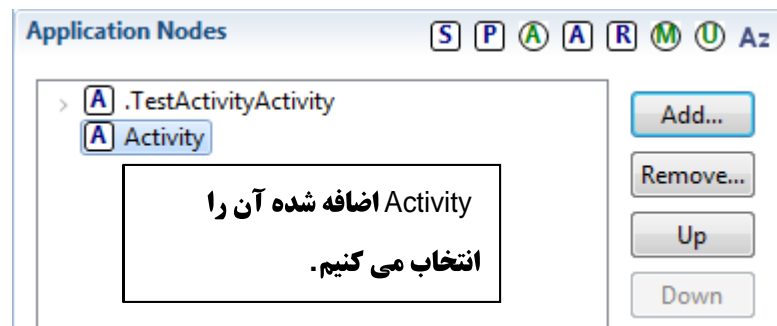 Application Nodes S P A A R M U Az
A .TestActivityActivity
A Activity
Activity اضافه شده آن را
انتخاب می کنیم.
Add...
Remove...
Up
Down